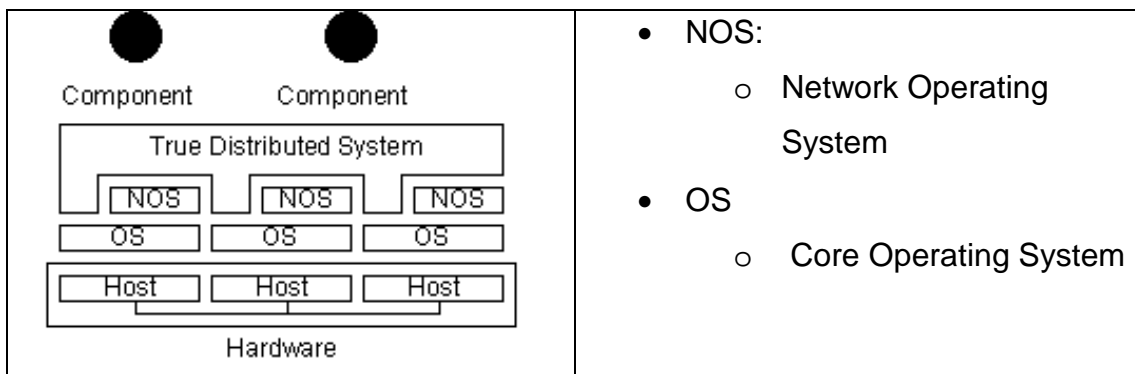 Component Component
True Distributed System
NOS NOS NOS
OS OS OS
Host Host Host
Hardware
• NOS:
o Network Operating
System
• OS
o Core Operating System